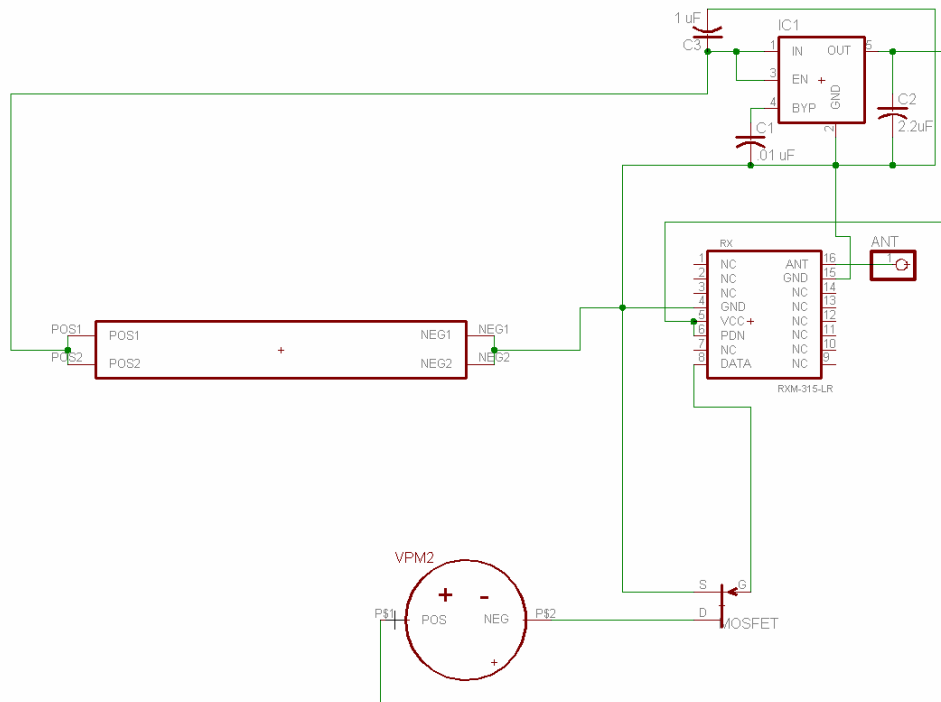 1 uF
C3
IC1
1
IN
OUT
5
3
EN
4
BYP
GND
2
C2
2.2uF
C1
.01 uF
RX
ANT
1
1
NC
ANT
16
2
NC
GND
15
3
NC
NC
14
4
GND
NC
13
5
VCC
NC
12
6
PDN
NC
11
7
NC
NC
10
8
DATA
NC
9
RXM-315-LR
POS1
POS1
NEG1
NEG1
POS2
POS2
NEG2
NEG2
VPM2
+ -
P$1
POS
NEG
P$2
S
G
D
MOSFET